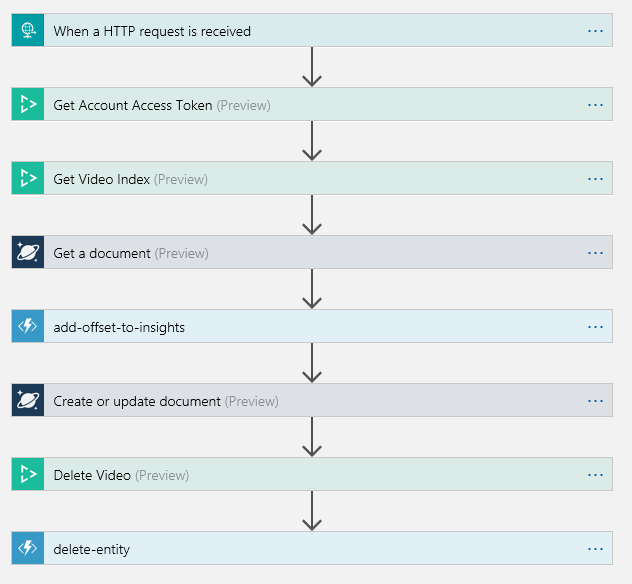 When a HTTP request is received
Get Account Access Token (Preview)
Get Video Index (Preview)
Get a document (Preview)
add-offset-to-insights
Create or update document (Preview)
Delete Video (Preview)
delete-entity